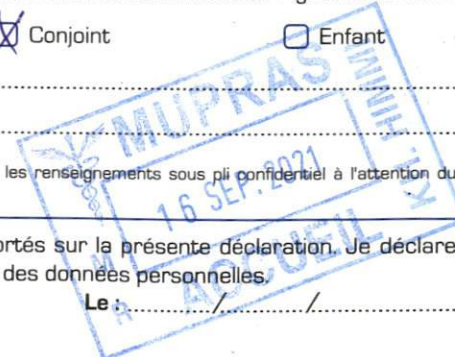 Conjoint
Enfant
MUPRAS
les renseignements sous pli confidentiel à l'attention du
16 SEP. 2021
ortés sur la présente déclaration. Je déclare
des données personnelles.
ACCUEIL
Le : ............/............/............